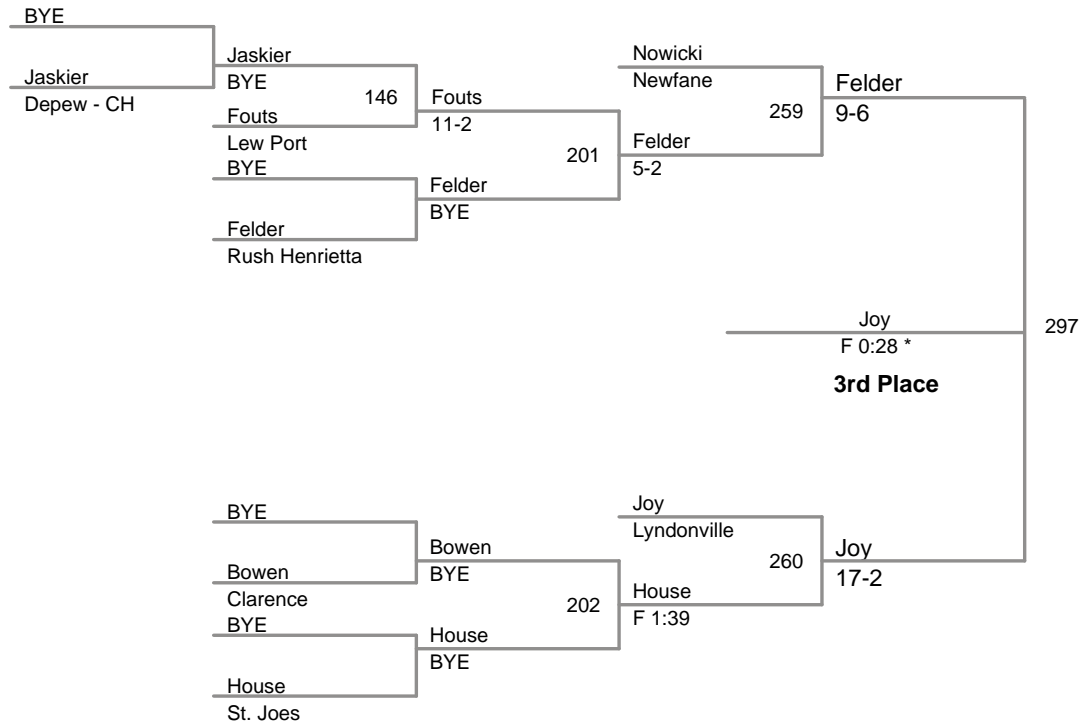 BYE
Jaskier
Depew - CH
Jaskier
BYE
146
Fouts
Lew Port
BYE
Felder
Rush Henrietta
Fouts
11-2
201
Felder
BYE
Nowicki
Newfane
259
Felder
5-2
Felder
9-6
Joy
F 0:28 *
3rd Place
297
BYE
Bowen
Clarence
BYE
House
St. Joes
Bowen
BYE
202
House
BYE
Joy
Lyndonville
260
House
F 1:39
Joy
17-2